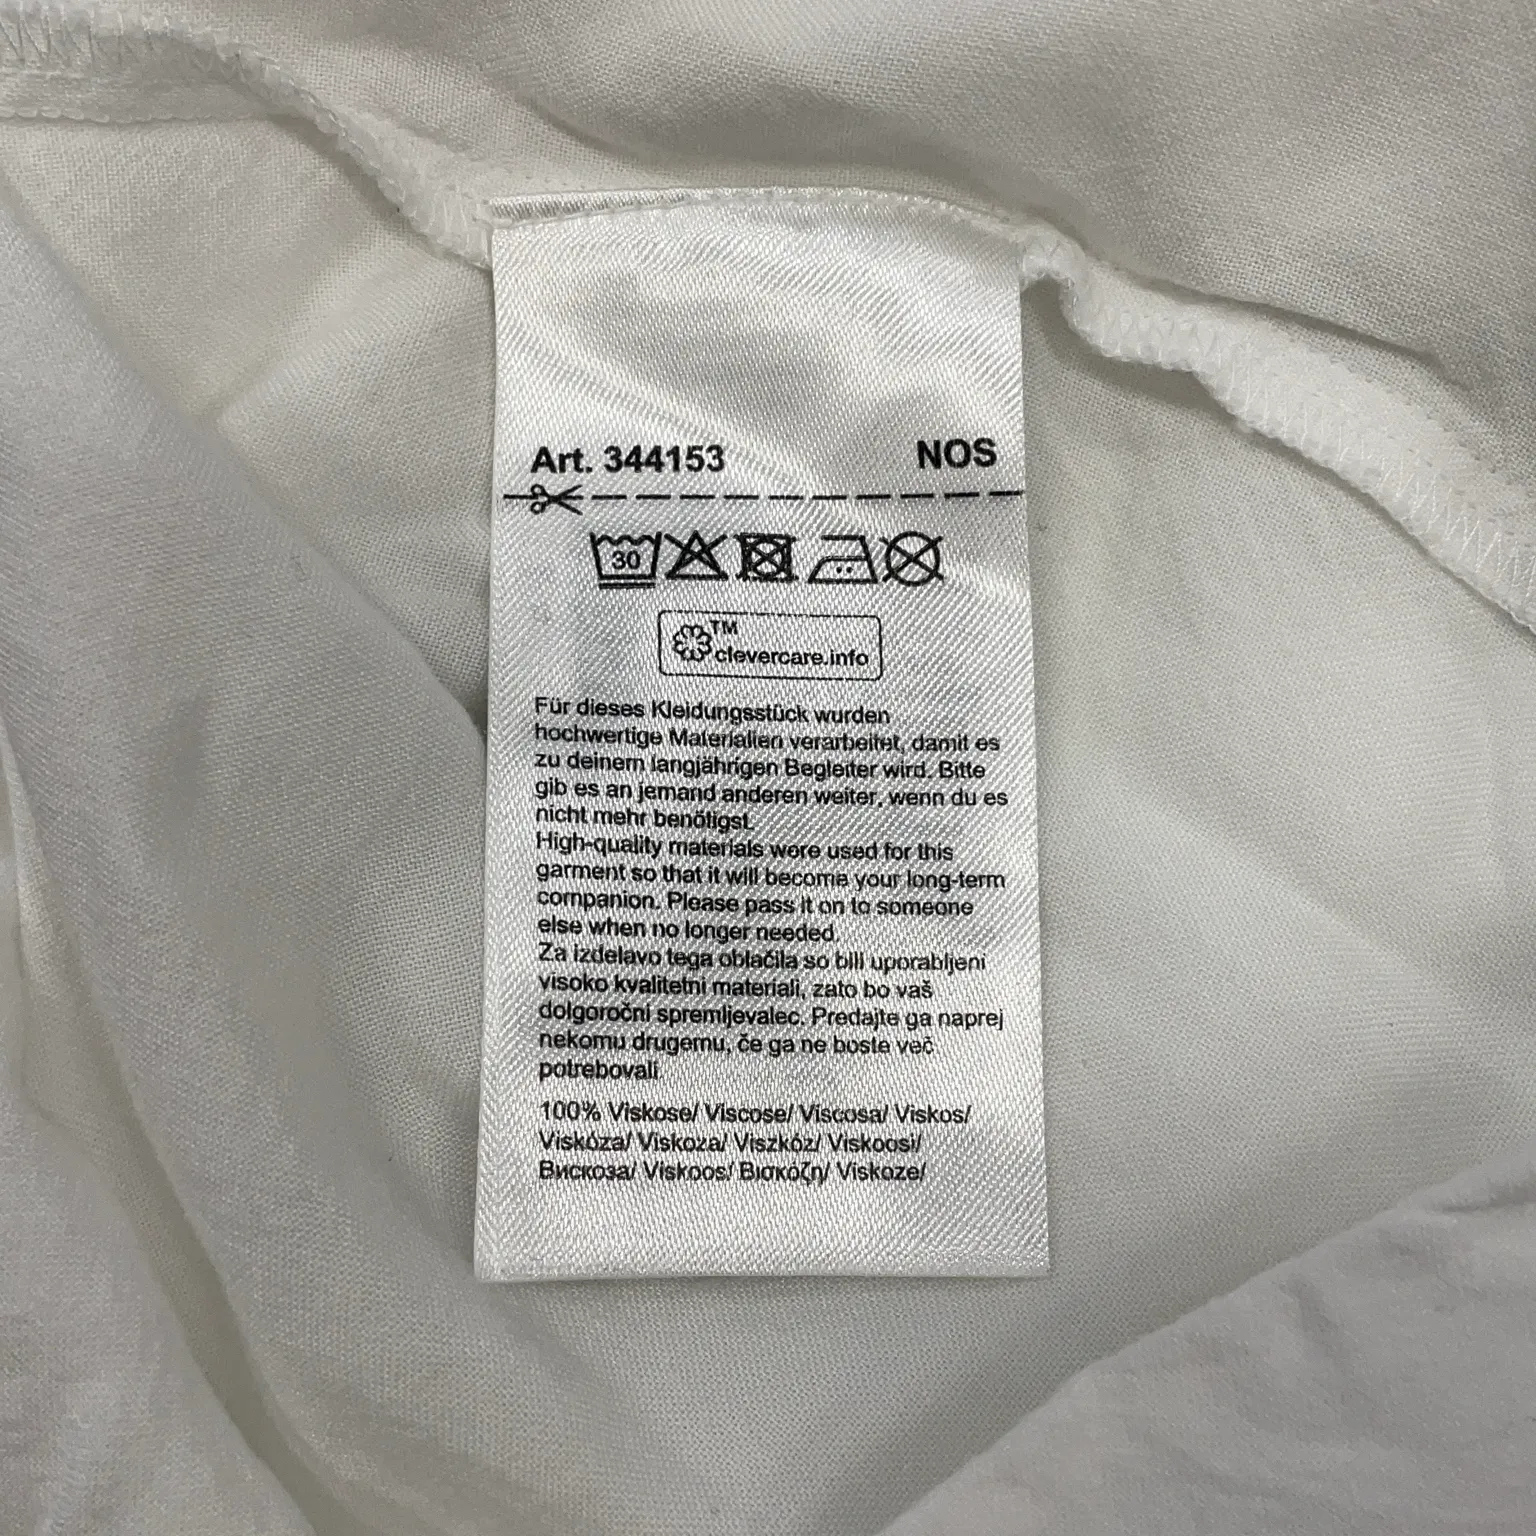 Art. 344153 NOS
30
TM
clevercare.info
Für dieses Kleidungsstück wurden
hochwertige Materialien verarbeitet, damit es
zu deinem langjährigen Begleiter wird. Bitte
gib es an jemand anderen weiter, wenn du es
nicht mehr benötigst.
High-quality materials were used for this
garment so that it will become your long-term
companion. Please pass it on to someone
else when no longer needed.
Za izdelavo tega oblačila so bili uporabljeni
visoko kvalitetni materiali, zato bo vaš
dolgoročni spremljevalec. Predajte ga naprej
nekomu drugemu, če ga ne boste več
potrebovali.
100% Viskose/ Viscose/ Viscosa/ Viskos/
Viskóza/ Viskoza/ Viszkóz/ Viskoosi/
Вискоза/ Viskoos/ Βισκόζη/ Viskoze/